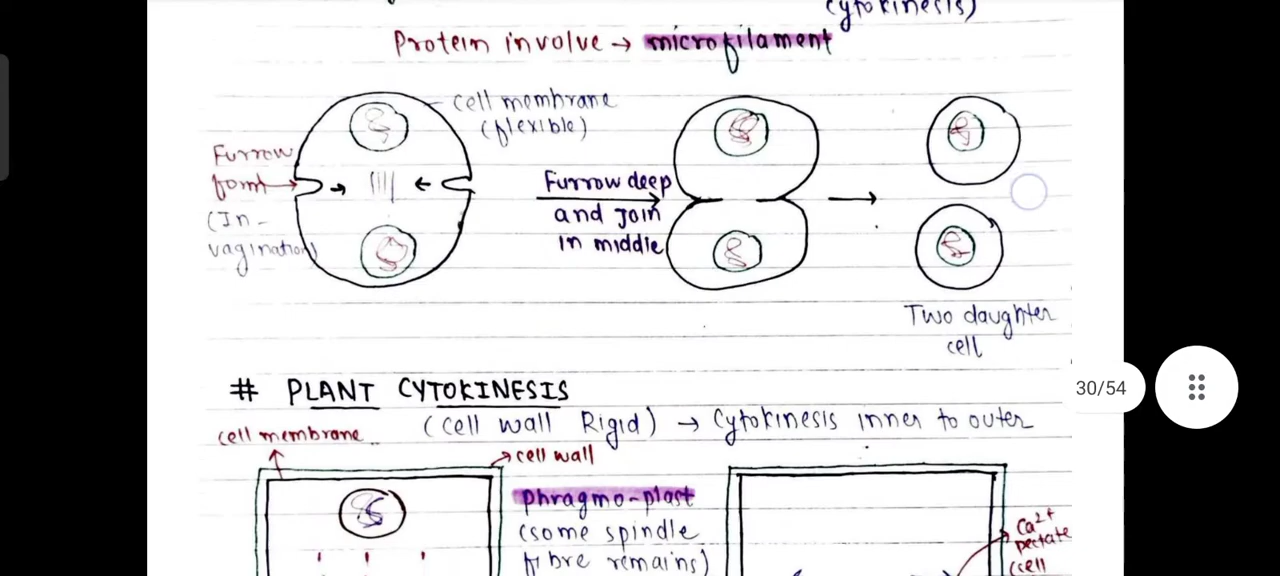 cytokinesis)
Protein involve → microfilament
cell membrane
(flexible)
Furrow
form
(In-
vagination)
Furrow deep
and join
in middle
Two daughter
cell
30/54
# PLANT CYTOKINESIS
(cell wall Rigid) → Cytokinesis inner to outer
cell membrane
cell wall
Phragmo-plast
(some spindle
fibre remains)
Ca2+
pectate
(cell